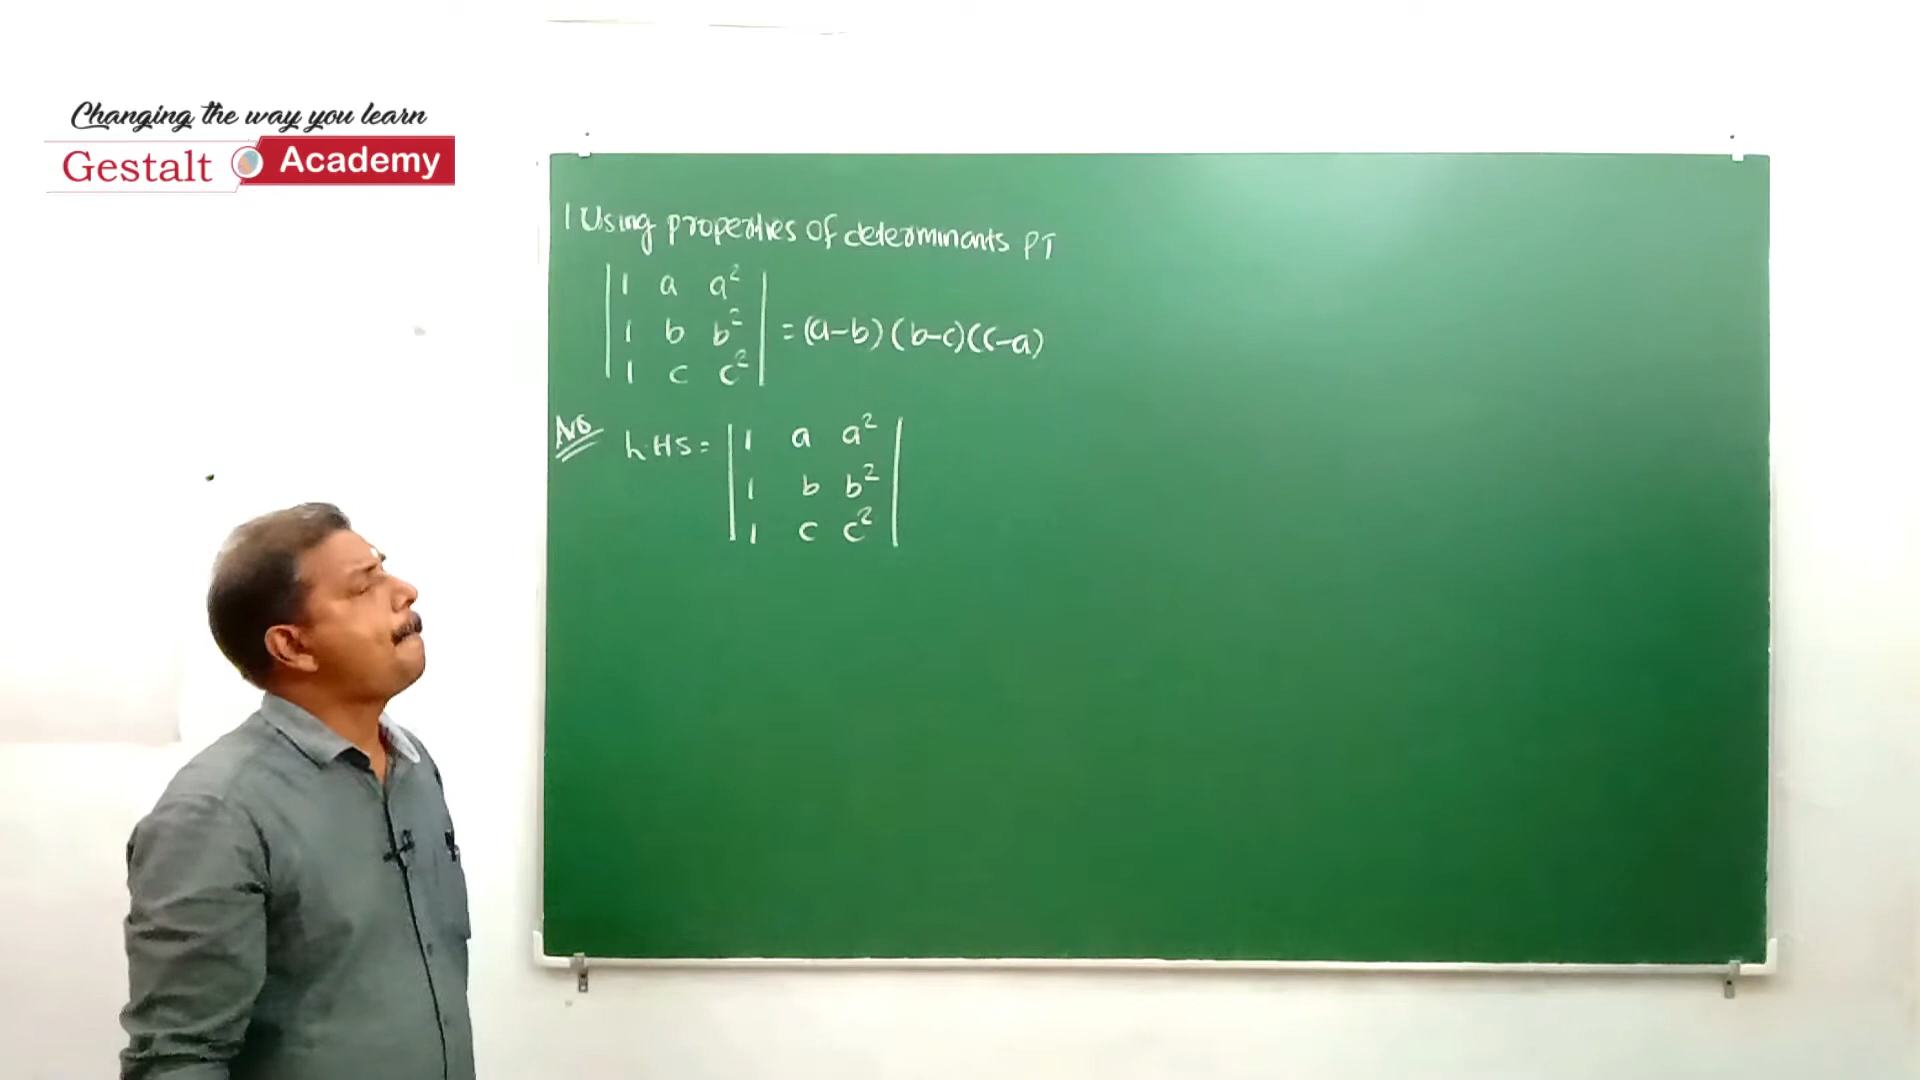 Changing the way you learn
Gestalt Academy
1 Using properties of determinants PT
| 1 a a² |
| 1 b b² | = (a-b)(b-c)(c-a)
| 1 c c² |
Ans LHS = | 1 a a² |
| 1 b b² |
| 1 c c² |